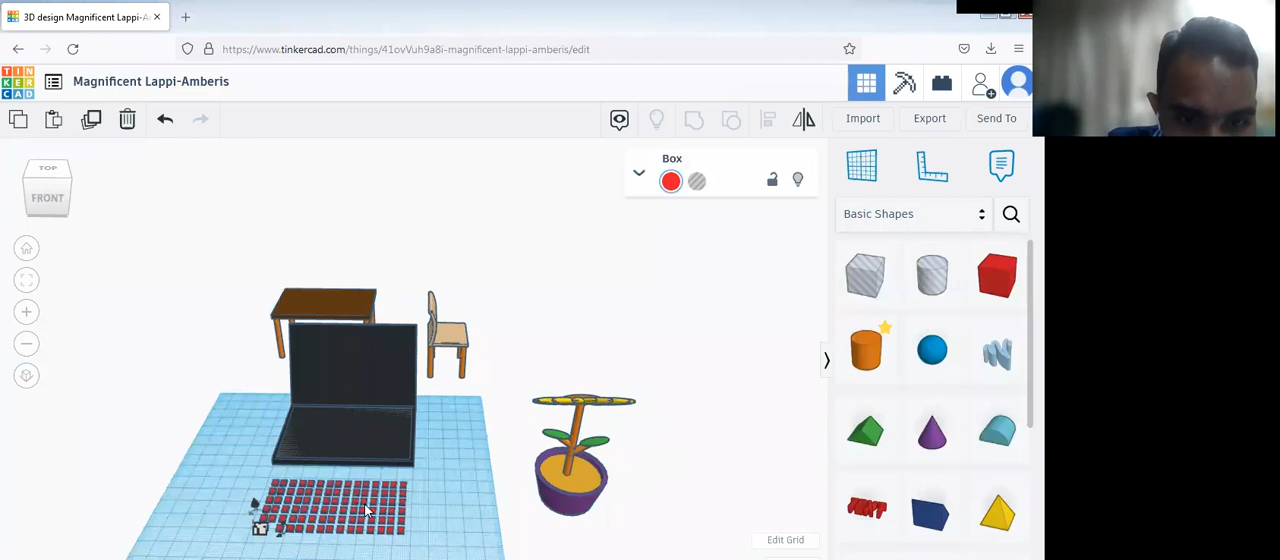 3D design Magnificent Lappi-A
https://www.tinkercad.com/things/41ovVuh9a8i-magnificent-lappi-amberis/edit
TIN
KER
CAD
Magnificent Lappi-Amberis
Import
Export
Send To
TOP
FRONT
Box
Basic Shapes
TEXT
Edit Grid